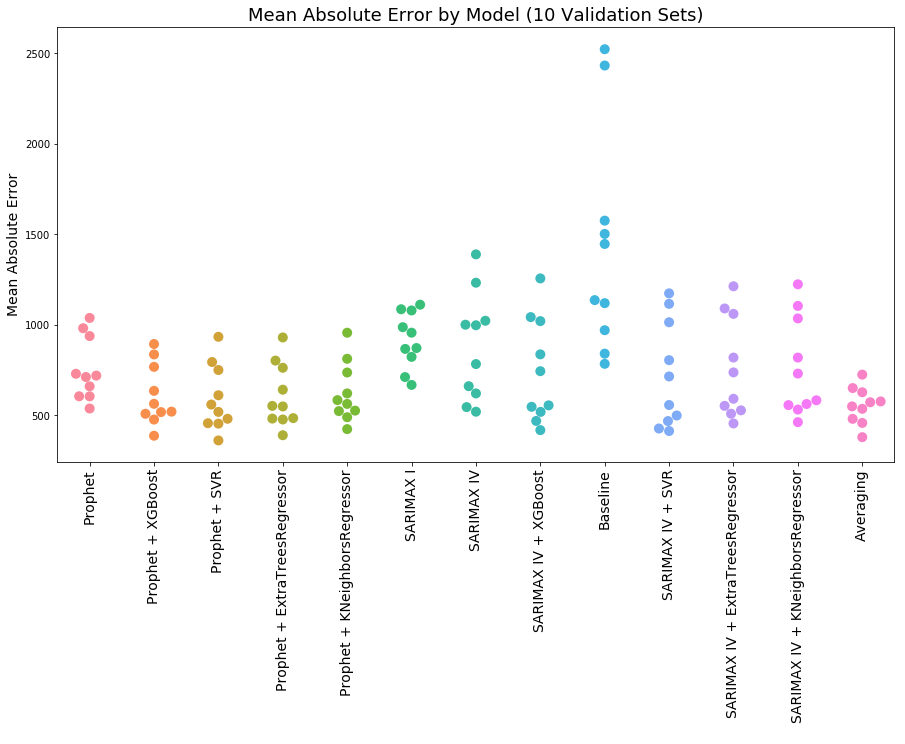 Mean Absolute Error by Model (10 Validation Sets)
Mean Absolute Error
2500
2000
1500
1000
500
Prophet
Prophet + XGBoost
Prophet + SVR
Prophet + ExtraTreesRegressor
Prophet + KNeighborsRegressor
SARIMAX I
SARIMAX IV
SARIMAX IV + XGBoost
Baseline
SARIMAX IV + SVR
SARIMAX IV + ExtraTreesRegressor
SARIMAX IV + KNeighborsRegressor
Averaging